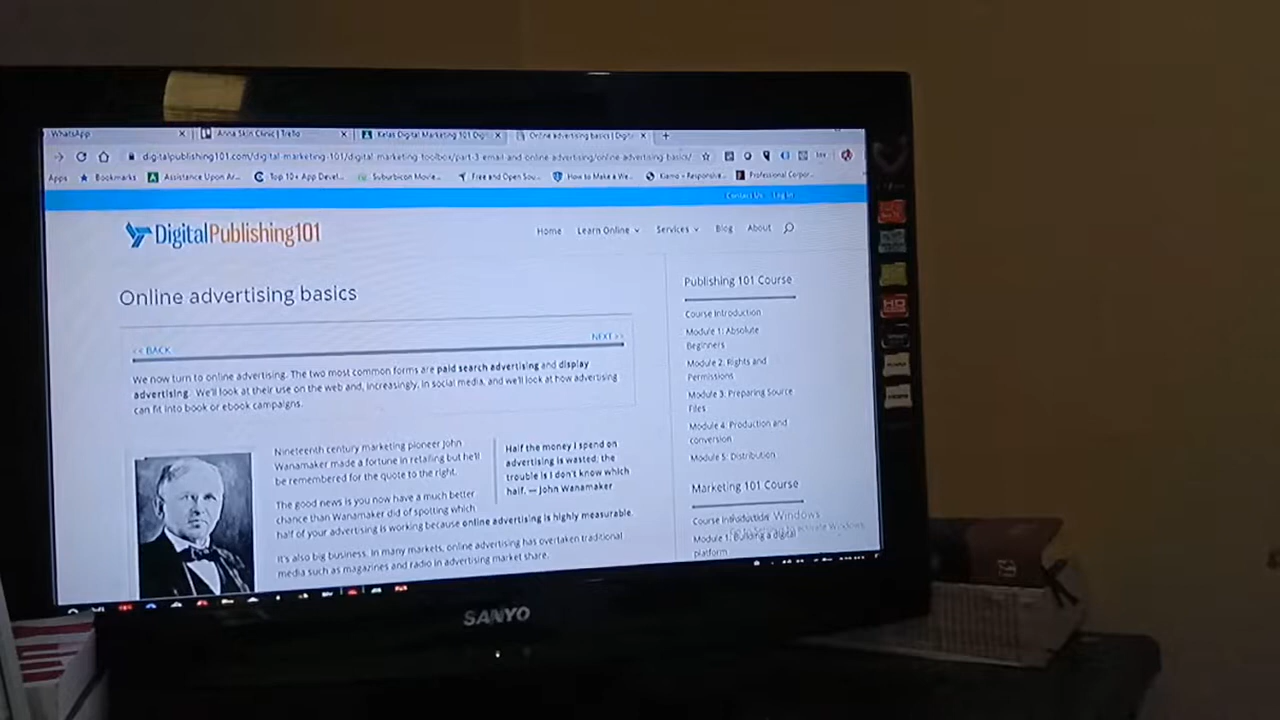 WhatsApp
Anna Skin Clinic | Trello
Kelas Digital Marketing 101 Digi
Online advertising basics | Digita
digitalpublishing101.com/digital-marketing-101/digital-marketing-toolbox/part-3-email-and-online-advertising/online-advertising-basics/
Apps
Bookmarks
Assistance Upon Ar...
Top 10+ App Devel...
Suburbicon Movie...
Free and Open Sou...
How to Make a We...
Kiamo - Responsive...
Professional Corpor...
Contact Us
Log In
DigitalPublishing101
Home
Learn Online
Services
Blog
About
Online advertising basics
<< BACK
NEXT >>
We now turn to online advertising. The two most common forms are paid search advertising and display
advertising. We'll look at their use on the web and, increasingly, in social media, and we'll look at how advertising
can fit into book or ebook campaigns.
Nineteenth century marketing pioneer John
Wanamaker made a fortune in retailing but he'll
be remembered for the quote to the right.
Half the money I spend on
advertising is wasted; the
trouble is I don't know which
half. — John Wanamaker
The good news is you now have a much better
chance than Wanamaker did of spotting which
half of your advertising is working because online advertising is highly measurable.
It's also big business. In many markets, online advertising has overtaken traditional
media such as magazines and radio in advertising market share.
Publishing 101 Course
Course Introduction
Module 1: Absolute
Beginners
Module 2: Rights and
Permissions
Module 3: Preparing Source
Files
Module 4: Production and
conversion
Module 5: Distribution
Marketing 101 Course
Course Introduction
Windows
Module 1: Building a digital
platform
activate Windows
SANYO
HD